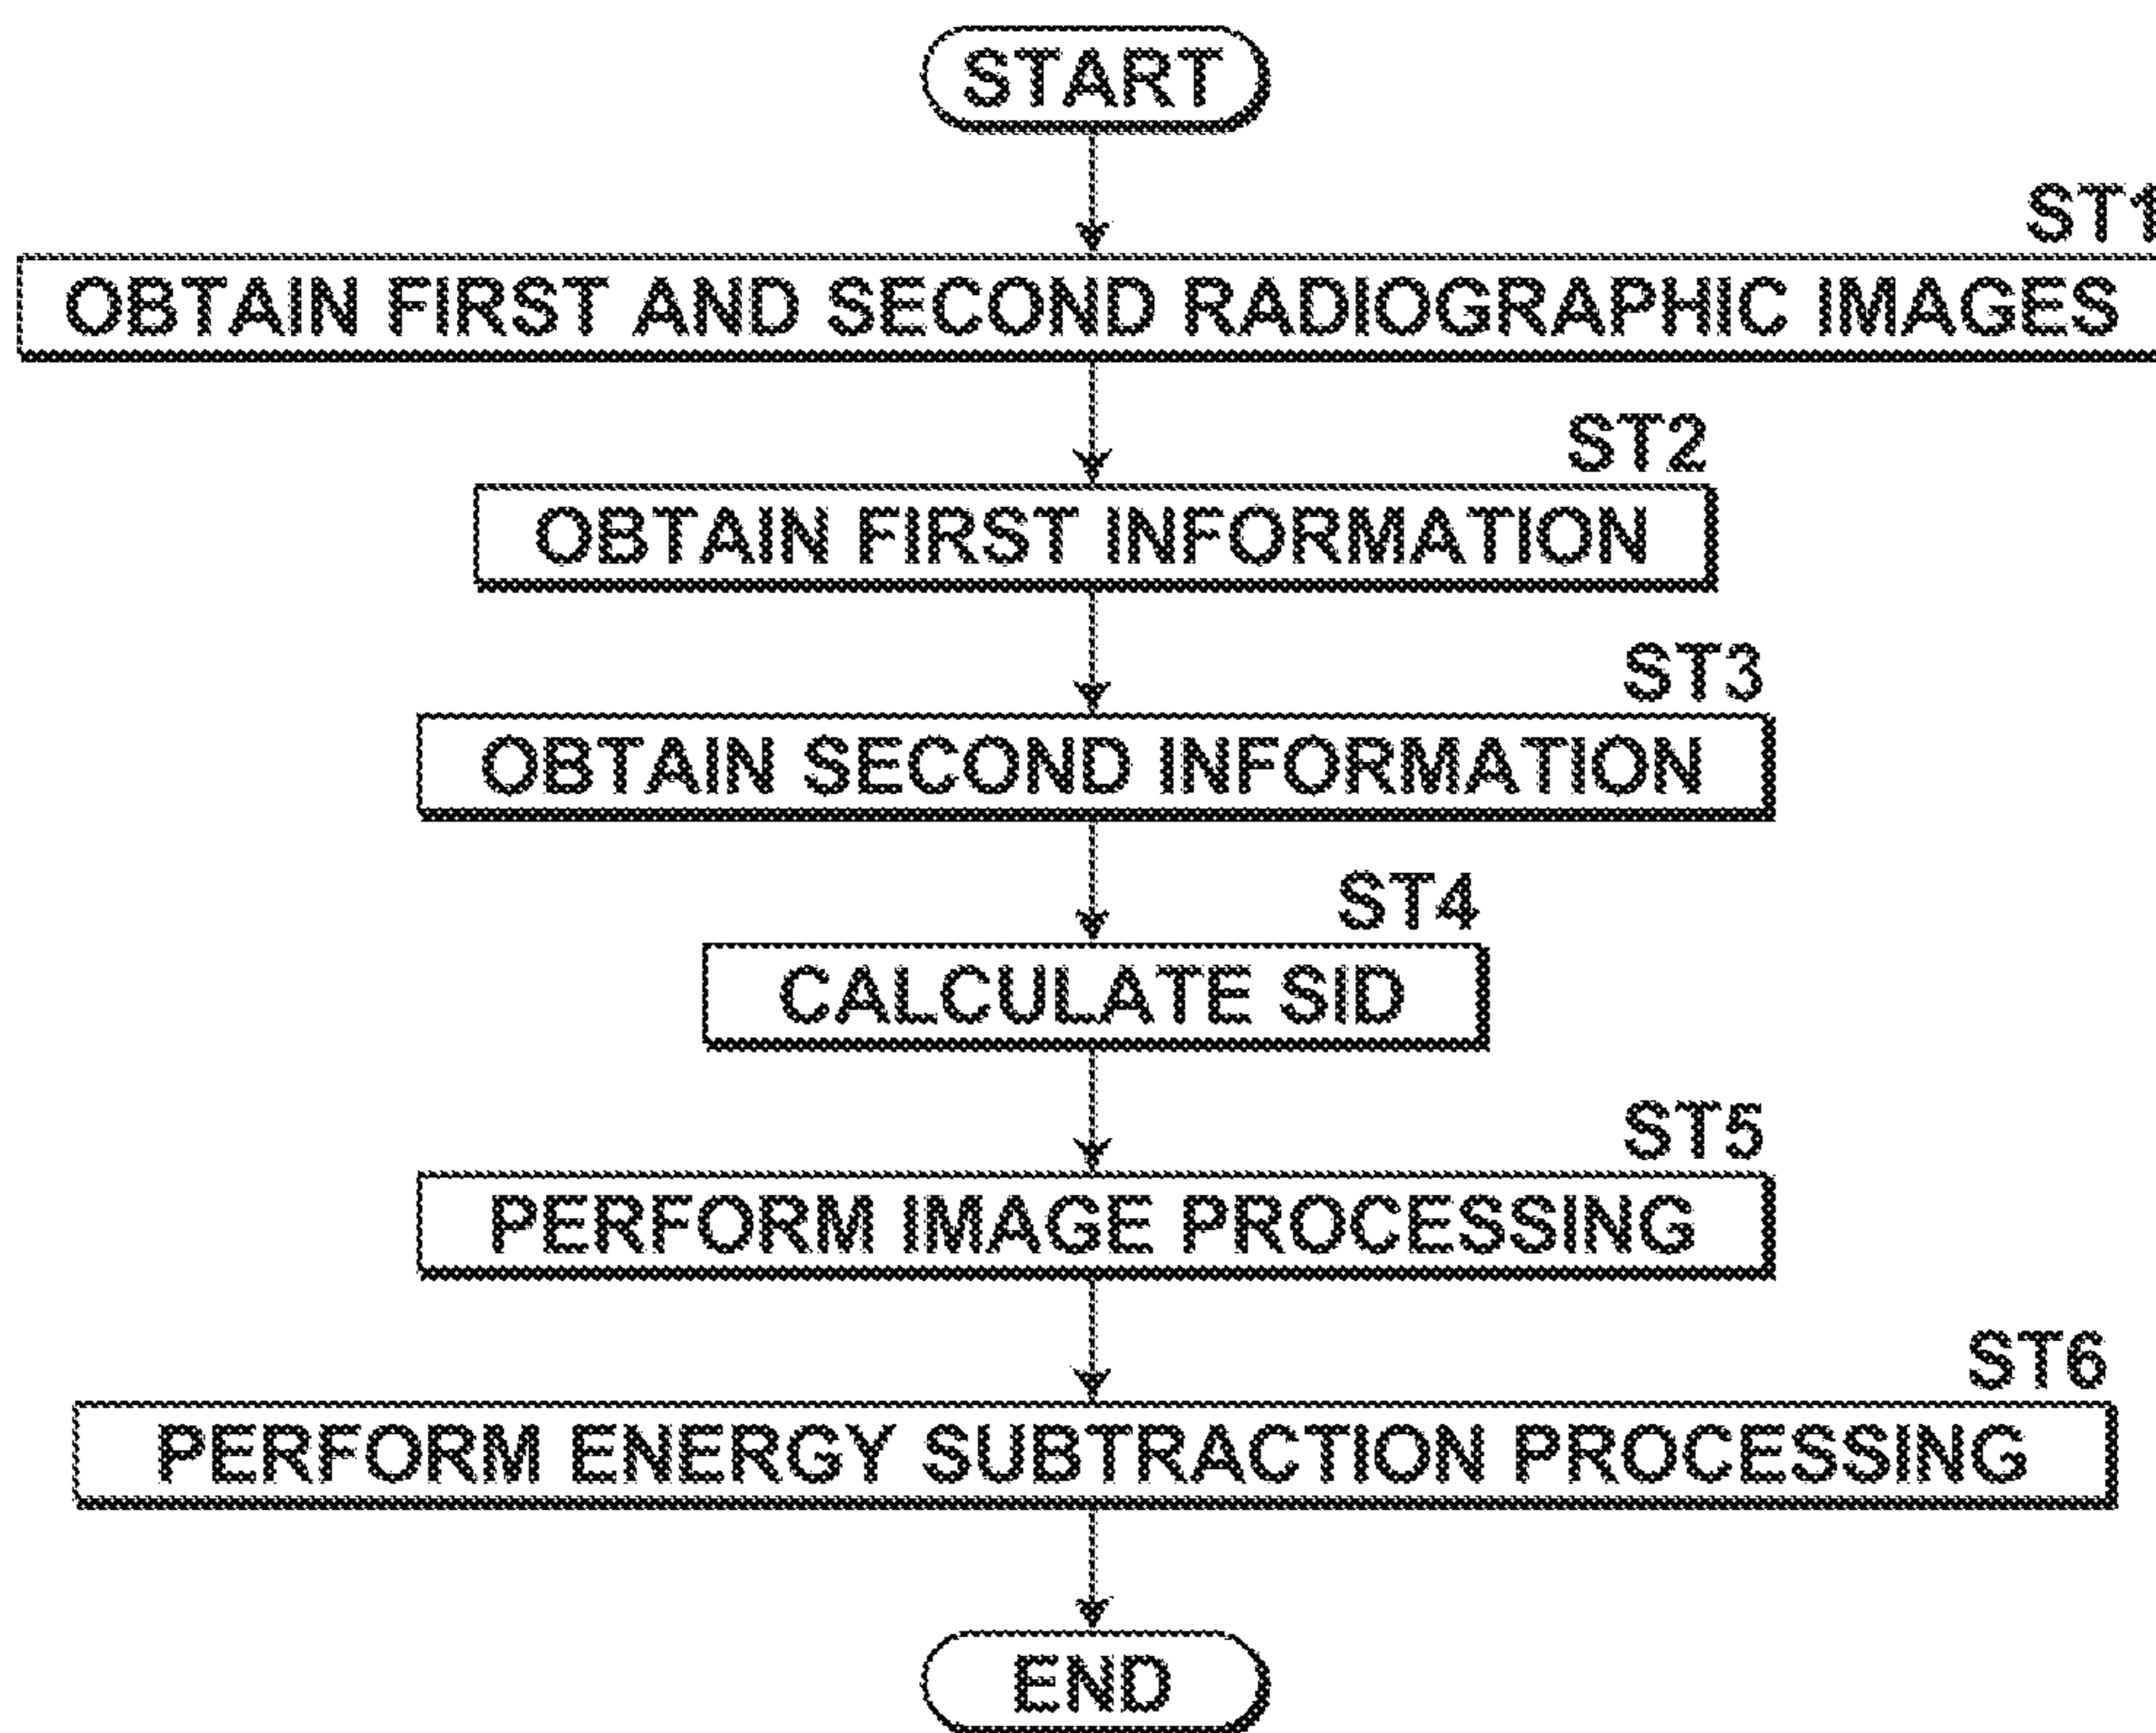 START
ST1
OBTAIN FIRST AND SECOND RADIOGRAPHIC IMAGES
ST2
OBTAIN FIRST INFORMATION
ST3
OBTAIN SECOND INFORMATION
ST4
CALCULATE SID
ST5
PERFORM IMAGE PROCESSING
ST6
PERFORM ENERGY SUBTRACTION PROCESSING
END